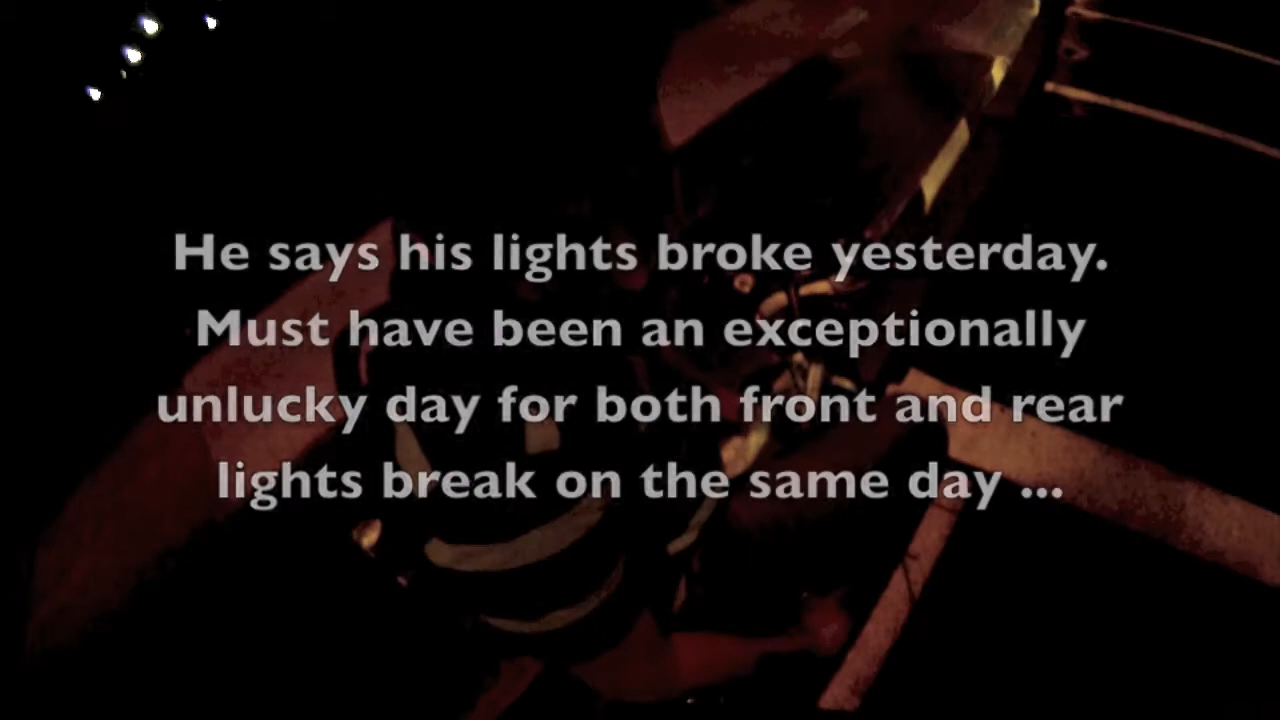 He says his lights broke yesterday.
Must have been an exceptionally
unlucky day for both front and rear
lights break on the same day ...